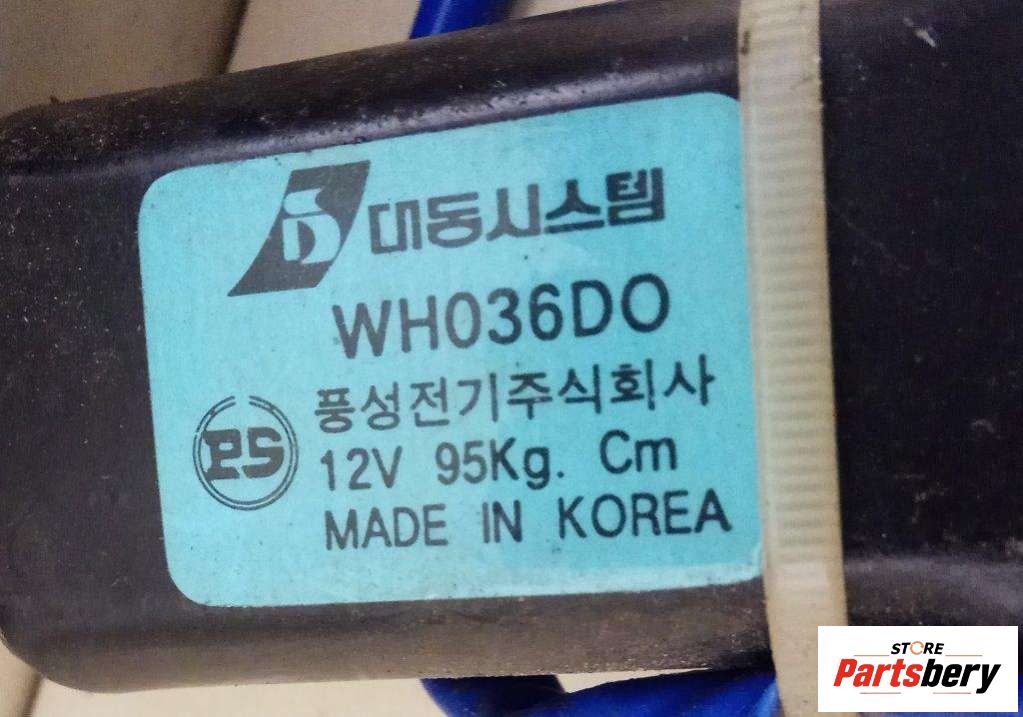 대동시스템
WH036DO
풍성전기주식회사
PS
12V 95Kg. Cm
MADE IN KOREA
STORE
Partsbery